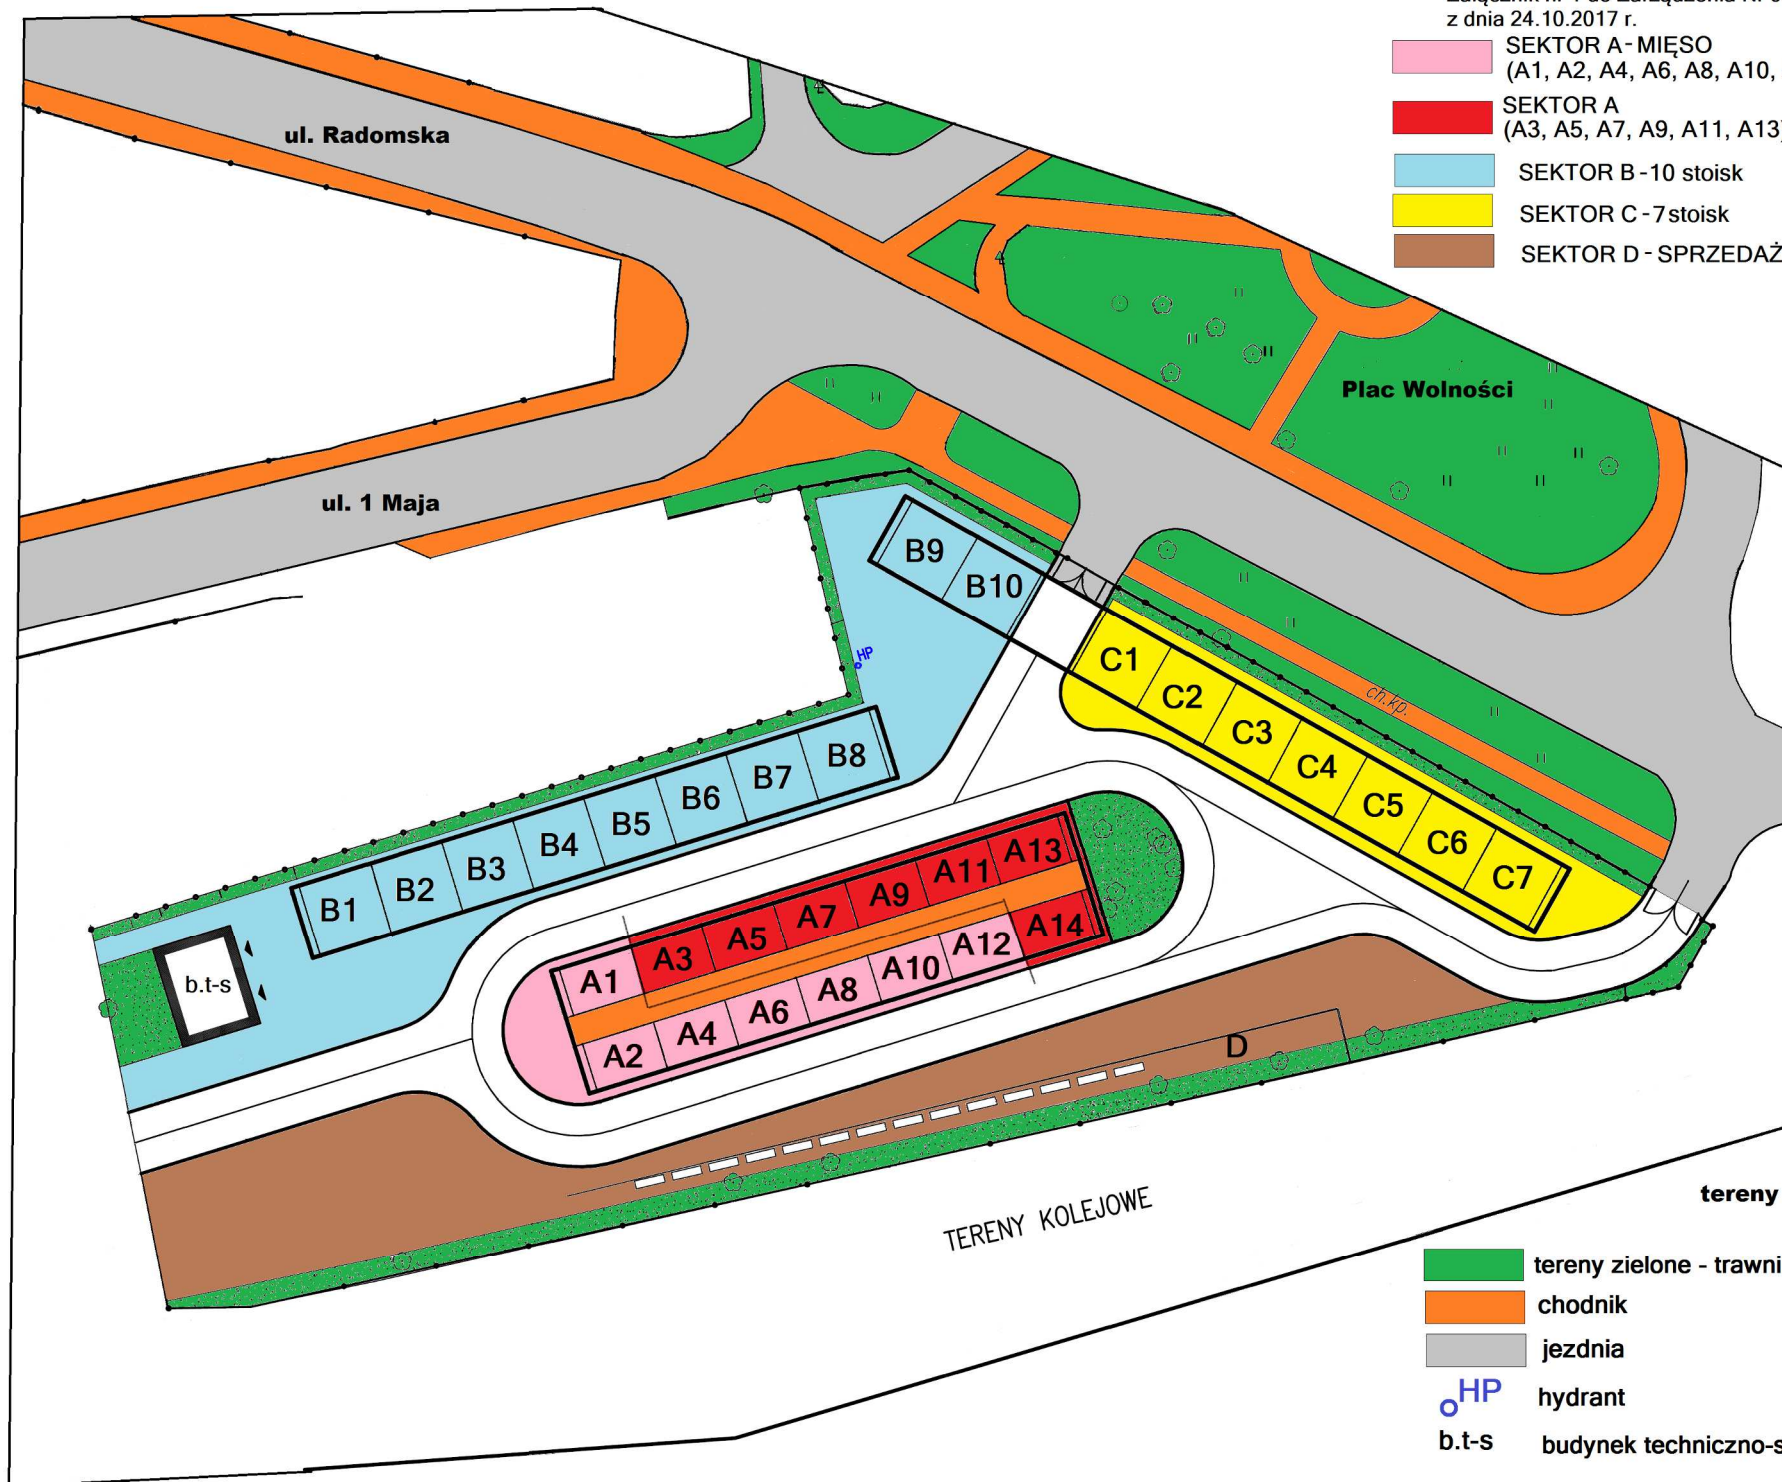 z dnia 24.10.2017 r.
SEKTOR A - MIĘSO
(A1, A2, A4, A6, A8, A10,
SEKTOR A
(A3, A5, A7, A9, A11, A13)
SEKTOR B - 10 stoisk
SEKTOR C - 7 stoisk
SEKTOR D - SPRZEDAŻ
ul. Radomska
Plac Wolności
ul. 1 Maja
B9
B10
HP
C1
C2
C3
C4
C5
C6
C7
ch.kp.
B8
B7
B6
B5
B4
B3
B2
B1
b.t-s
A13
A11
A9
A7
A5
A3
A1
A14
A12
A10
A8
A6
A4
A2
D
TERENY KOLEJOWE
tereny
tereny zielone - trawni
chodnik
jezdnia
HP hydrant
b.t-s budynek techniczno-s